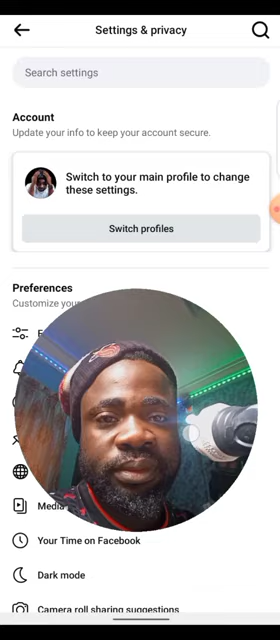 Settings & privacy
Search settings
Account
Update your info to keep your account secure.
Switch to your main profile to change
these settings.
Switch profiles
Preferences
Customize your
Media
Your Time on Facebook
Dark mode
Camera roll sharing suggestions